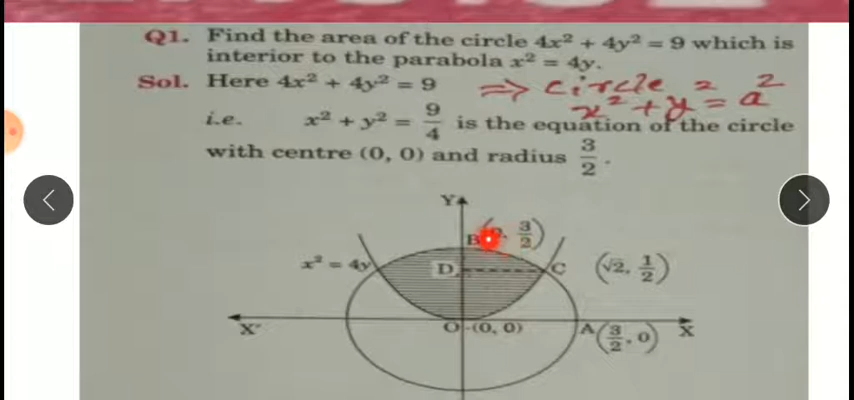 Q1. Find the area of the circle 4x² + 4y² = 9 which is
interior to the parabola x² = 4y.
Sol. Here 4x² + 4y² = 9 ⇒ circle
x² + y² = a²
i.e. x² + y² = 9/4 is the equation of the circle
with centre (0, 0) and radius 3/2.
Y
B 3/2)
x² = 4y D C (√2, 1/2)
X' O (0, 0) A (3/2, 0) X